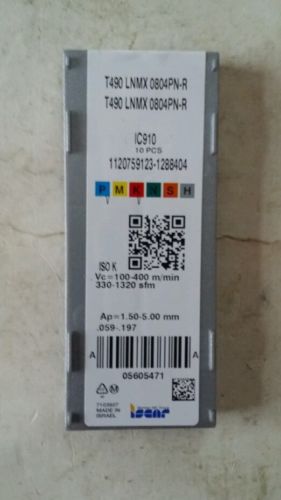 T490 LNMX 0804PN-R
T490 LNMX 0804PN-R
IC910
10 PCS
1120759123-1288404
P M K N S H
ISO K
Vc=100-400 m/min
330-1320 sfm
Ap=1.50-5.00 mm
.059-.197
A A
05605471
M
MADE IN
ISRAEL
iscar